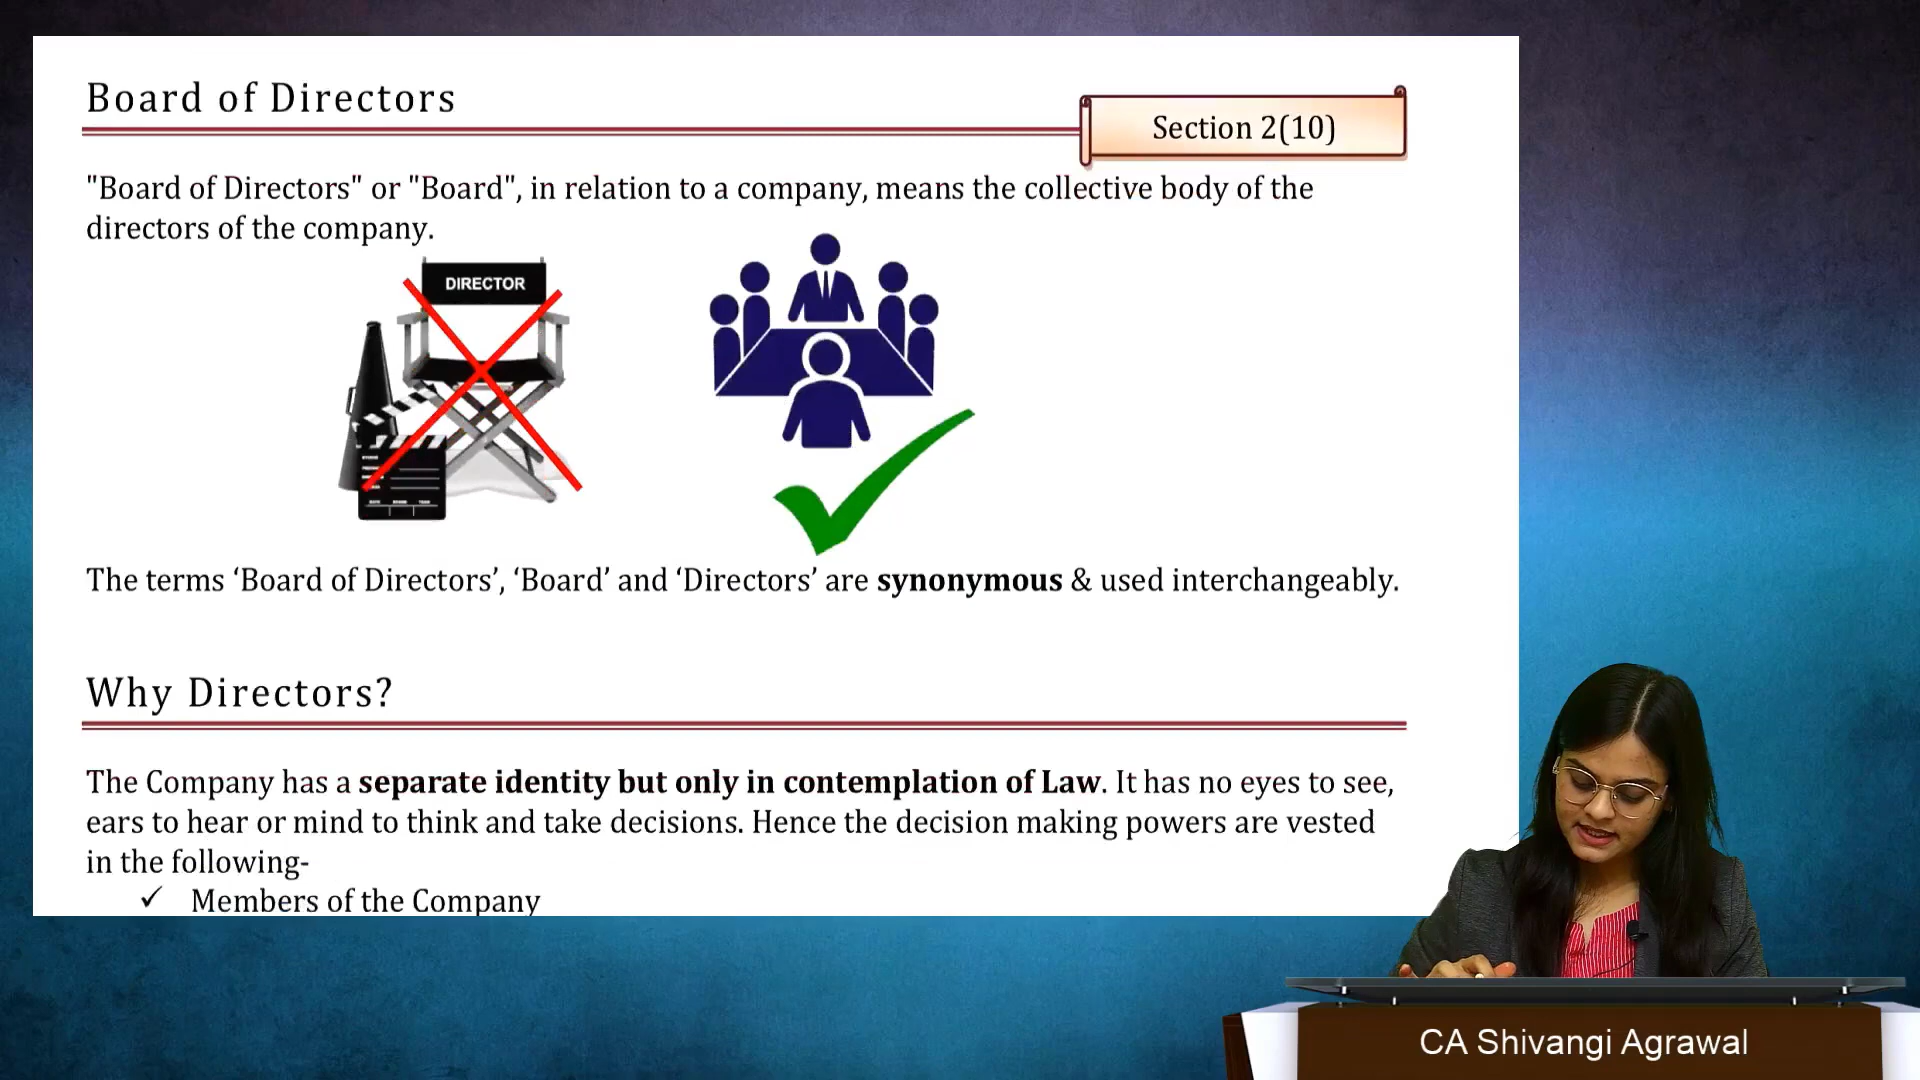 Board of Directors
Section 2(10)
"Board of Directors" or "Board", in relation to a company, means the collective body of the
directors of the company.
DIRECTOR
The terms ‘Board of Directors’, ‘Board’ and ‘Directors’ are synonymous & used interchangeably.
Why Directors?
The Company has a separate identity but only in contemplation of Law. It has no eyes to see,
ears to hear or mind to think and take decisions. Hence the decision making powers are vested
in the following-
✓ Members of the Company
CA Shivangi Agrawal